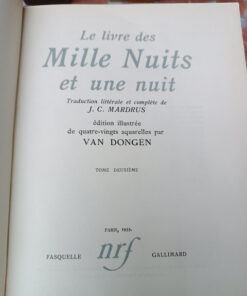 Le livre des
Mille Nuits
et une nuit
Traduction littérale et complète de
J. C. MARDRUS
édition illustrée
de quatre-vingts aquarelles par
VAN DONGEN
TOME DEUXIÈME
PARIS, 1955.
FASQUELLE nrf GALLIMARD